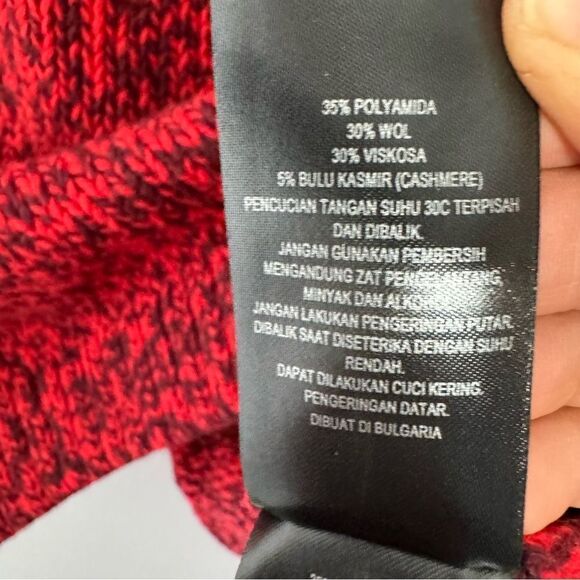 35% POLYAMIDA
30% WOL
30% VISKOSA
5% BULU KASMIR (CASHMERE)
PENCUCIAN TANGAN SUHU 30C TERPISAH
DAN DIBALIK.
JANGAN GUNAKAN PEMBERSIH
MENGANDUNG ZAT
MINYAK DAN
JANGAN LAKUKAN PENGERINGAN PUTAR.
DIBALIK SAAT DISETERIKA DENGAN SUHU
RENDAH.
DAPAT DILAKUKAN CUCI KERING.
PENGERINGAN DATAR.
DIBUAT DI BULGARIA